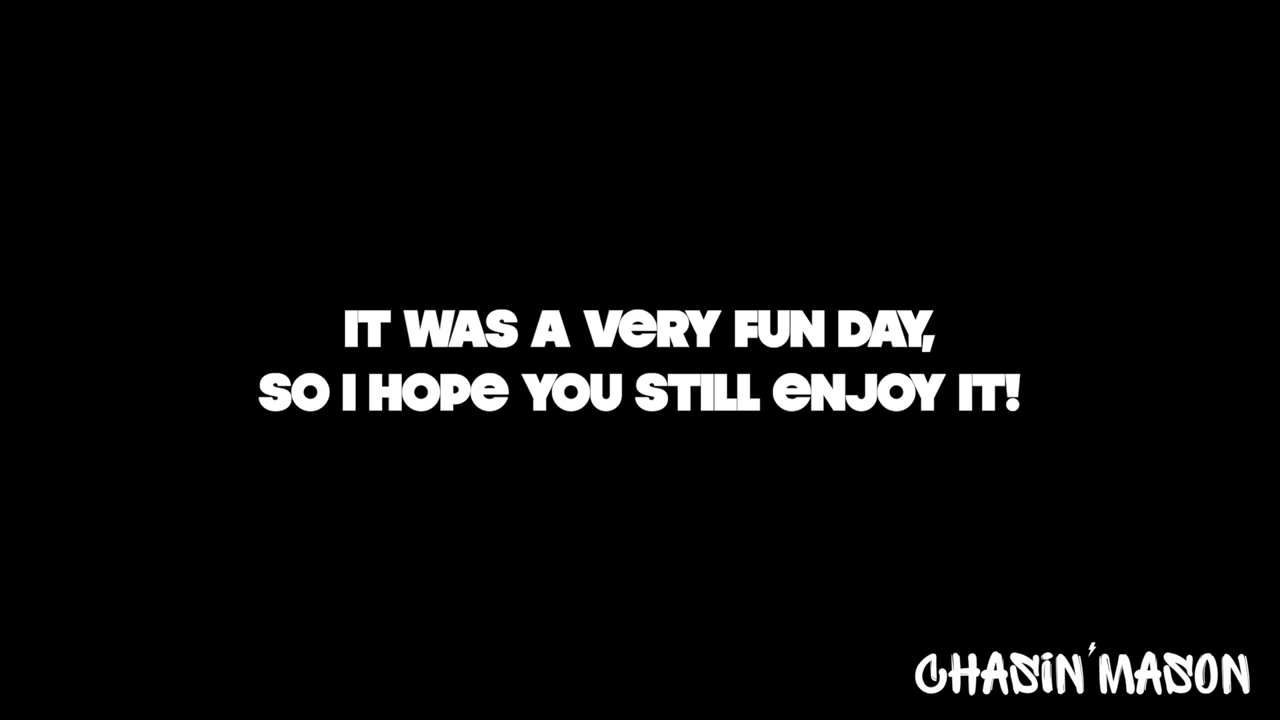 IT WAS A VERY FUN DAY,
SO I HOPE YOU STILL ENJOY IT!
CHASIN'MASON